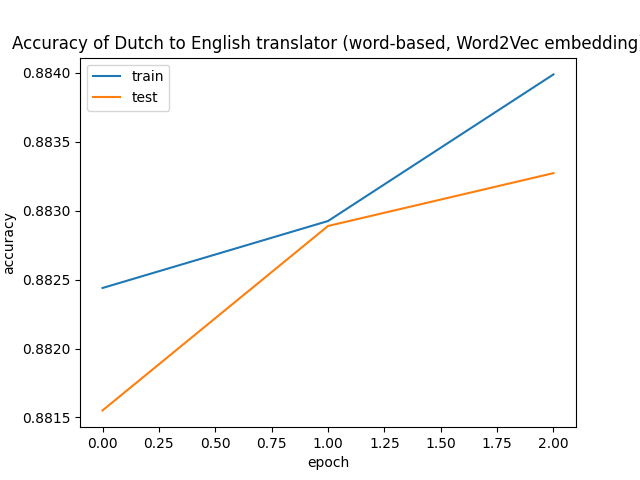 Accuracy of Dutch to English translator (word-based, Word2Vec embedding
train
test
0.8840
0.8835
0.8830
0.8825
0.8820
0.8815
accuracy
0.00 0.25 0.50 0.75 1.00 1.25 1.50 1.75 2.00
epoch